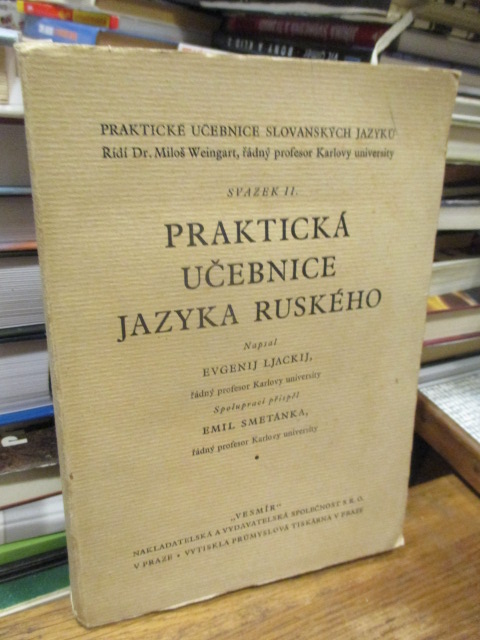 PRAKTICKÉ UČEBNICE SLOVANSKÝCH JAZYKŮ
Řídí Dr. Miloš Weingart, řádný profesor Karlovy university
SVAZEK II.
PRAKTICKÁ
UČEBNICE
JAZYKA RUSKÉHO
Napsal
EVGENIJ LJACKIJ,
řádný profesor Karlovy university
Spoluprací přispěl
EMIL SMETÁNKA,
řádný profesor Karlovy university
„VESMÍR“
NAKLADATELSKÁ A VYDAVATELSKÁ SPOLEČNOST S R. O.
V PRAZE • VYTISKLA PRŮMYSLOVÁ TISKÁRNA V PRAZE